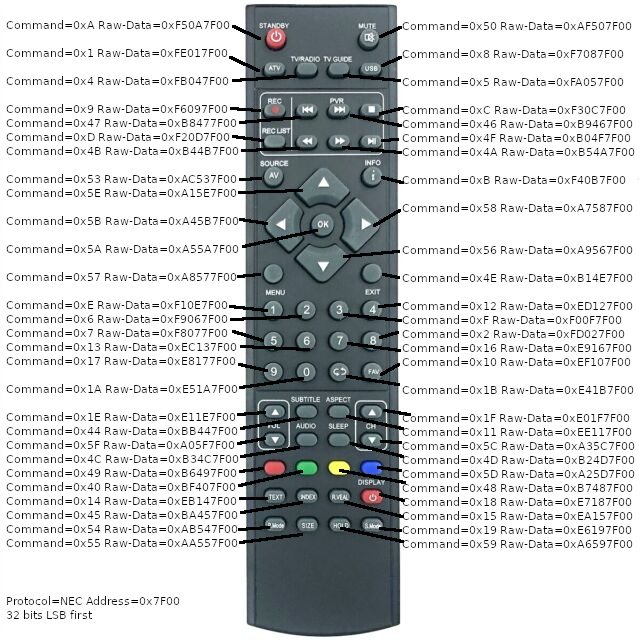 Command=0xA Raw-Data=0xF50A7F00
STANDBY
MUTE
Command=0x50 Raw-Data=0xAF507F00
Command=0x1 Raw-Data=0xFE017F00
TV/RADIO TV GUIDE
Command=0x8 Raw-Data=0xF7087F00
ATV
USB
Command=0x4 Raw-Data=0xFB047F00
Command=0x5 Raw-Data=0xFA057F00
REC
PVR
Command=0x9 Raw-Data=0xF6097F00
Command=0xC Raw-Data=0xF30C7F00
Command=0x47 Raw-Data=0xB8477F00
Command=0x46 Raw-Data=0xB9467F00
REC LIST
Command=0xD Raw-Data=0xF20D7F00
Command=0x4F Raw-Data=0xB04F7F00
Command=0x4B Raw-Data=0xB44B7F00
Command=0x4A Raw-Data=0xB54A7F00
SOURCE
INFO
Command=0x53 Raw-Data=0xAC537F00
AV
i
Command=0xB Raw-Data=0xF40B7F00
Command=0x5E Raw-Data=0xA15E7F00
Command=0x58 Raw-Data=0xA7587F00
Command=0x5B Raw-Data=0xA45B7F00
OK
Command=0x5A Raw-Data=0xA55A7F00
Command=0x56 Raw-Data=0xA9567F00
Command=0x57 Raw-Data=0xA8577F00
Command=0x4E Raw-Data=0xB14E7F00
MENU
EXIT
Command=0xE Raw-Data=0xF10E7F00
1 2 3 4
Command=0x12 Raw-Data=0xED127F00
Command=0x6 Raw-Data=0xF9067F00
Command=0xF Raw-Data=0xF00F7F00
Command=0x7 Raw-Data=0xF8077F00
5 6 7 8
Command=0x2 Raw-Data=0xFD027F00
Command=0x13 Raw-Data=0xEC137F00
Command=0x16 Raw-Data=0xE9167F00
Command=0x17 Raw-Data=0xE8177F00
9 0 FAV
Command=0x10 Raw-Data=0xEF107F00
Command=0x1A Raw-Data=0xE51A7F00
Command=0x1B Raw-Data=0xE41B7F00
SUBTITLE ASPECT
Command=0x1E Raw-Data=0xE11E7F00
Command=0x1F Raw-Data=0xE01F7F00
VOL AUDIO SLEEP CH
Command=0x44 Raw-Data=0xBB447F00
Command=0x11 Raw-Data=0xEE117F00
Command=0x5F Raw-Data=0xA05F7F00
Command=0x5C Raw-Data=0xA35C7F00
Command=0x4C Raw-Data=0xB34C7F00
Command=0x4D Raw-Data=0xB24D7F00
Command=0x49 Raw-Data=0xB6497F00
Command=0x5D Raw-Data=0xA25D7F00
DISPLAY
Command=0x40 Raw-Data=0xBF407F00
Command=0x48 Raw-Data=0xB7487F00
Command=0x14 Raw-Data=0xEB147F00
TEXT INDEX REVEAL
Command=0x18 Raw-Data=0xE7187F00
Command=0x45 Raw-Data=0xBA457F00
Command=0x15 Raw-Data=0xEA157F00
Command=0x54 Raw-Data=0xAB547F00
P.Mode SIZE HOLD S.Mode
Command=0x19 Raw-Data=0xE6197F00
Command=0x55 Raw-Data=0xAA557F00
Command=0x59 Raw-Data=0xA6597F00
Protocol=NEC Address=0x7F00
32 bits LSB first